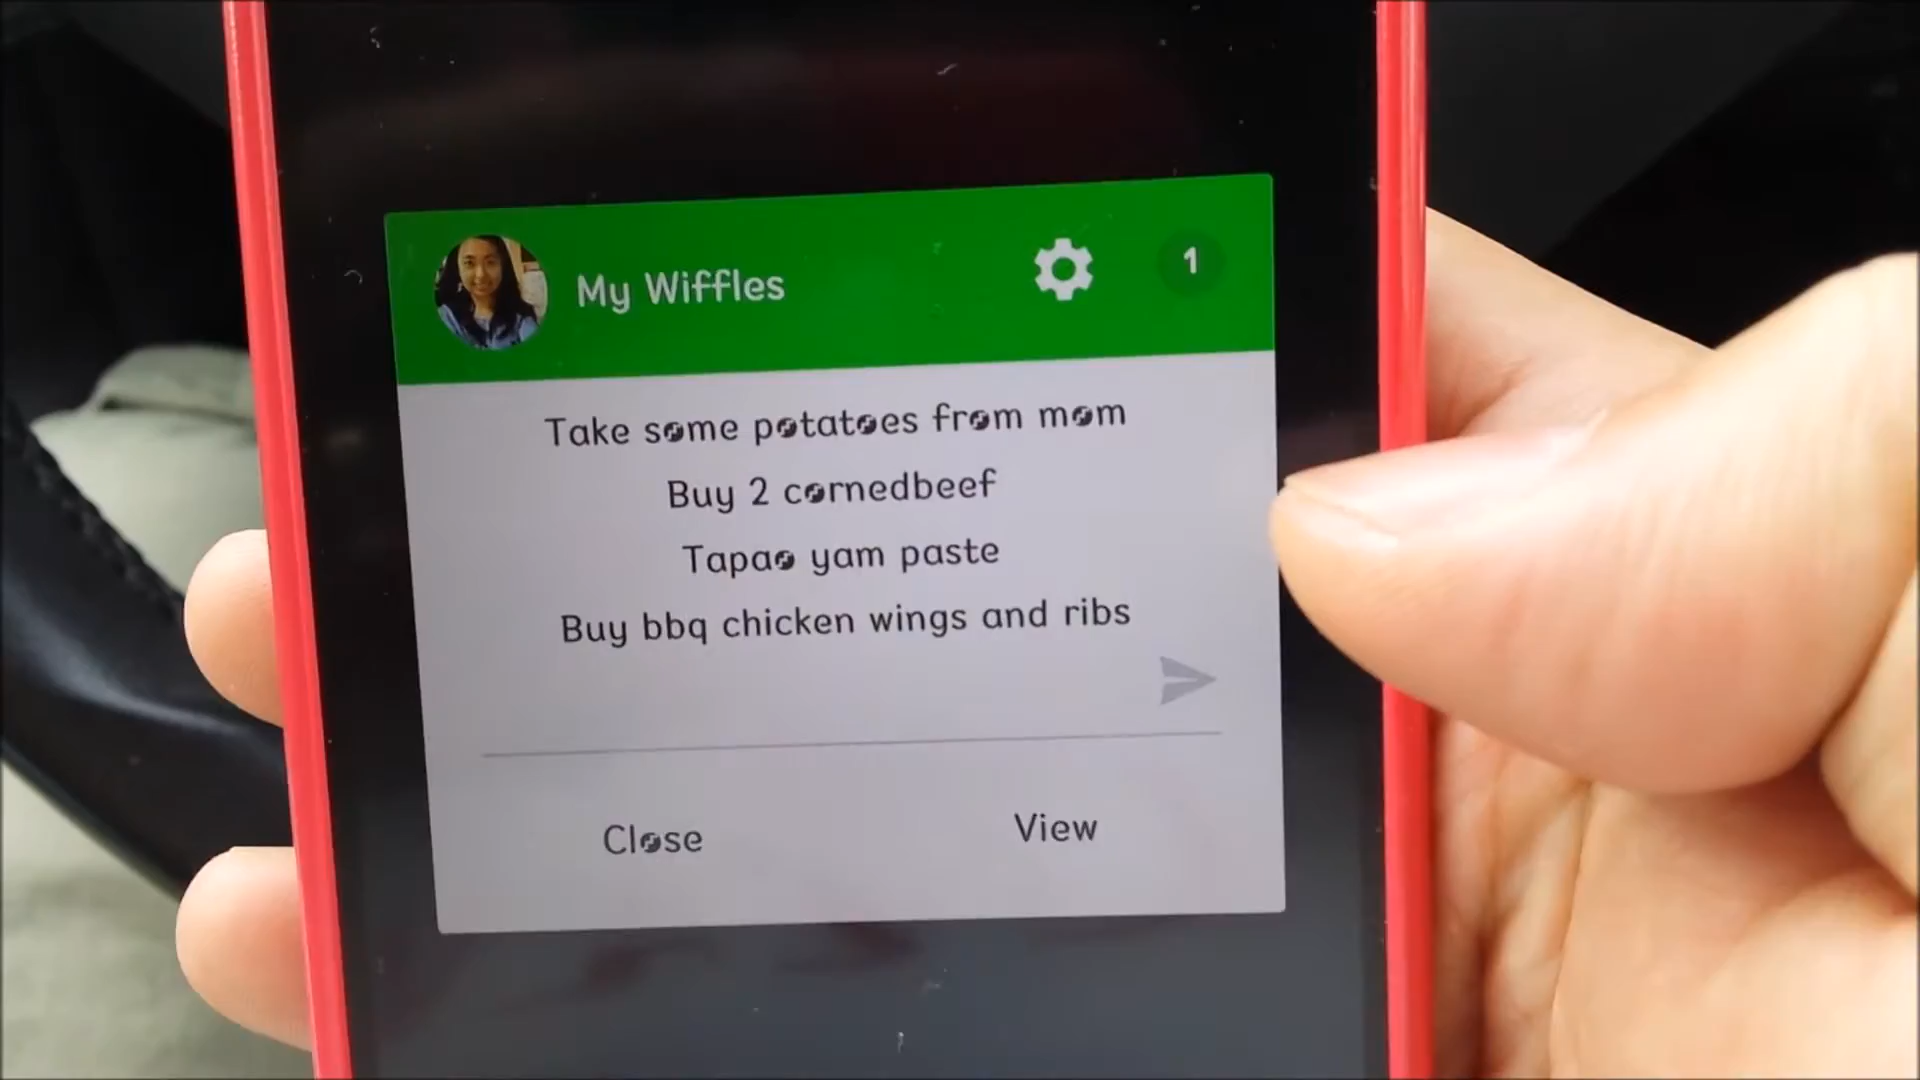 My Wiffles
1
Take some potatoes from mom
Buy 2 cornedbeef
Tapao yam paste
Buy bbq chicken wings and ribs
Close
View